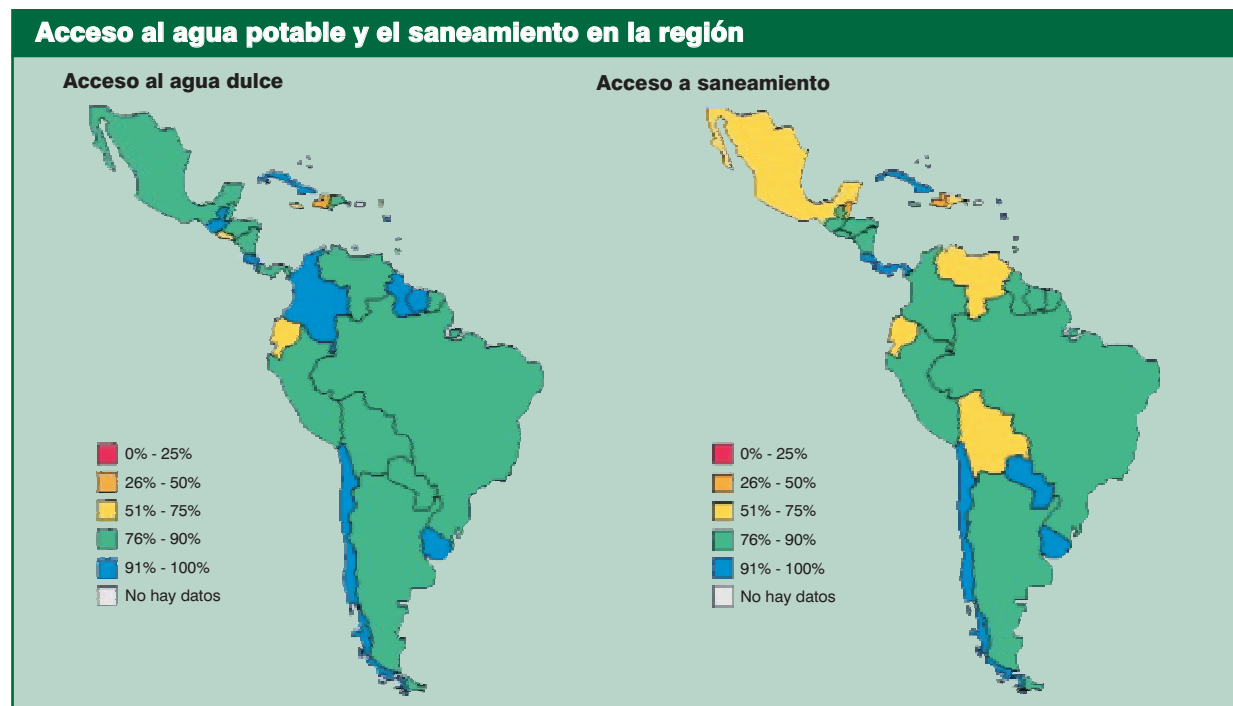 Acceso al agua potable y el saneamiento en la región
Acceso al agua dulce
0% - 25%
26% - 50%
51% - 75%
76% - 90%
91% - 100%
No hay datos
Acceso a saneamiento
0% - 25%
26% - 50%
51% - 75%
76% - 90%
91% - 100%
No hay datos